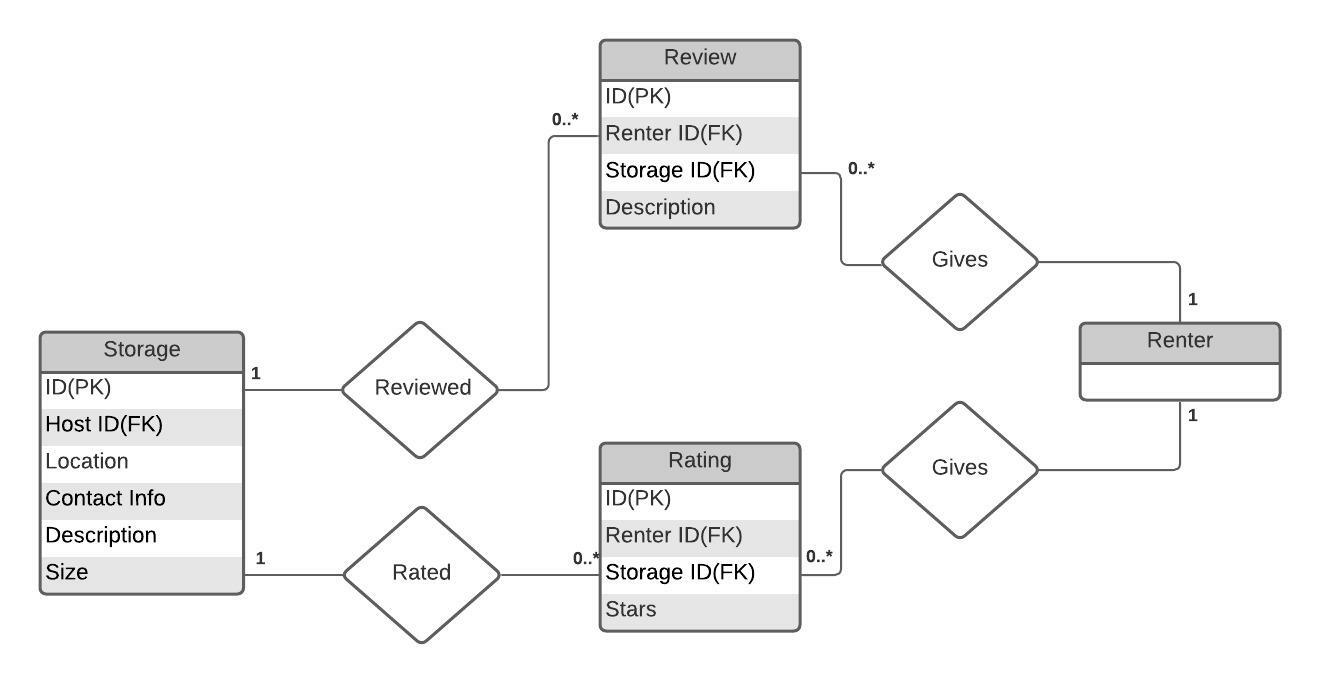 Review
ID(PK)
Renter ID(FK)
Storage ID(FK)
Description
0..*
0..*
Gives
1
Renter
1
Storage
ID(PK)
Host ID(FK)
Location
Contact Info
Description
Size
1
Reviewed
1
Rated
0..*
Rating
ID(PK)
Renter ID(FK)
Storage ID(FK)
Stars
0..*
Gives